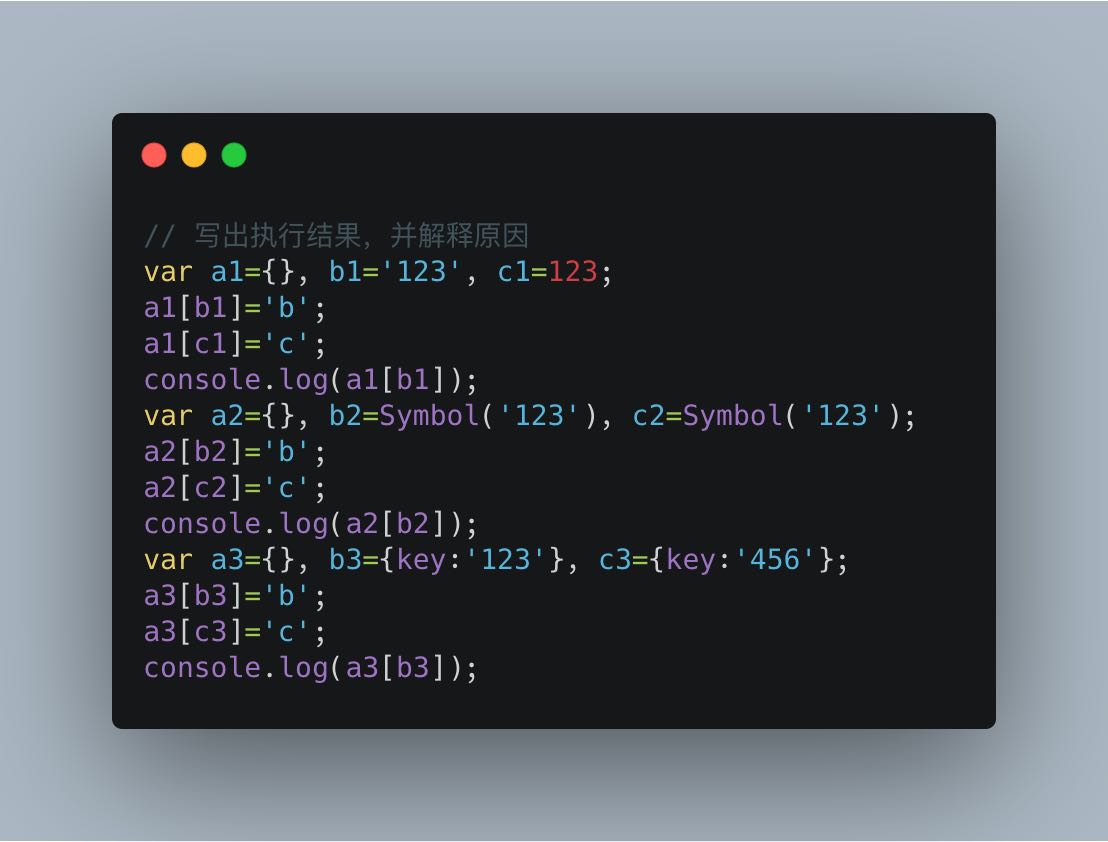 // 写出执行结果，并解释原因
var a1={}, b1='123', c1=123;
a1[b1]='b';
a1[c1]='c';
console.log(a1[b1]);
var a2={}, b2=Symbol('123'), c2=Symbol('123');
a2[b2]='b';
a2[c2]='c';
console.log(a2[b2]);
var a3={}, b3={key:'123'}, c3={key:'456'};
a3[b3]='b';
a3[c3]='c';
console.log(a3[b3]);